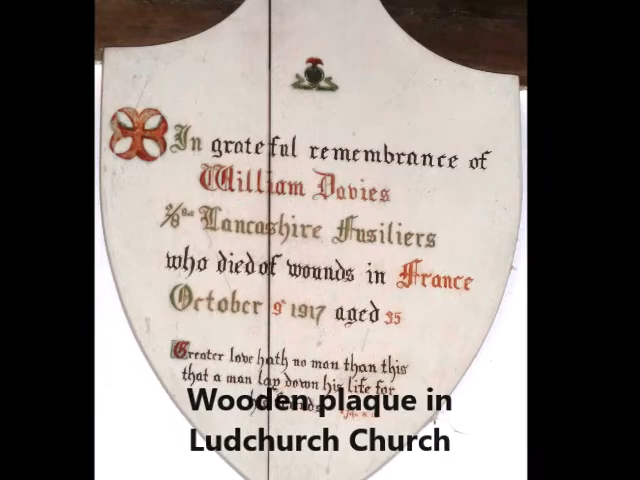 In grateful remembrance of
William Davies
2/8th Lancashire Fusiliers
who died of wounds in France
October 9th 1917 aged 35
Greater love hath no man than this
that a man lay down his life for
Wooden plaque in
Ludchurch Church